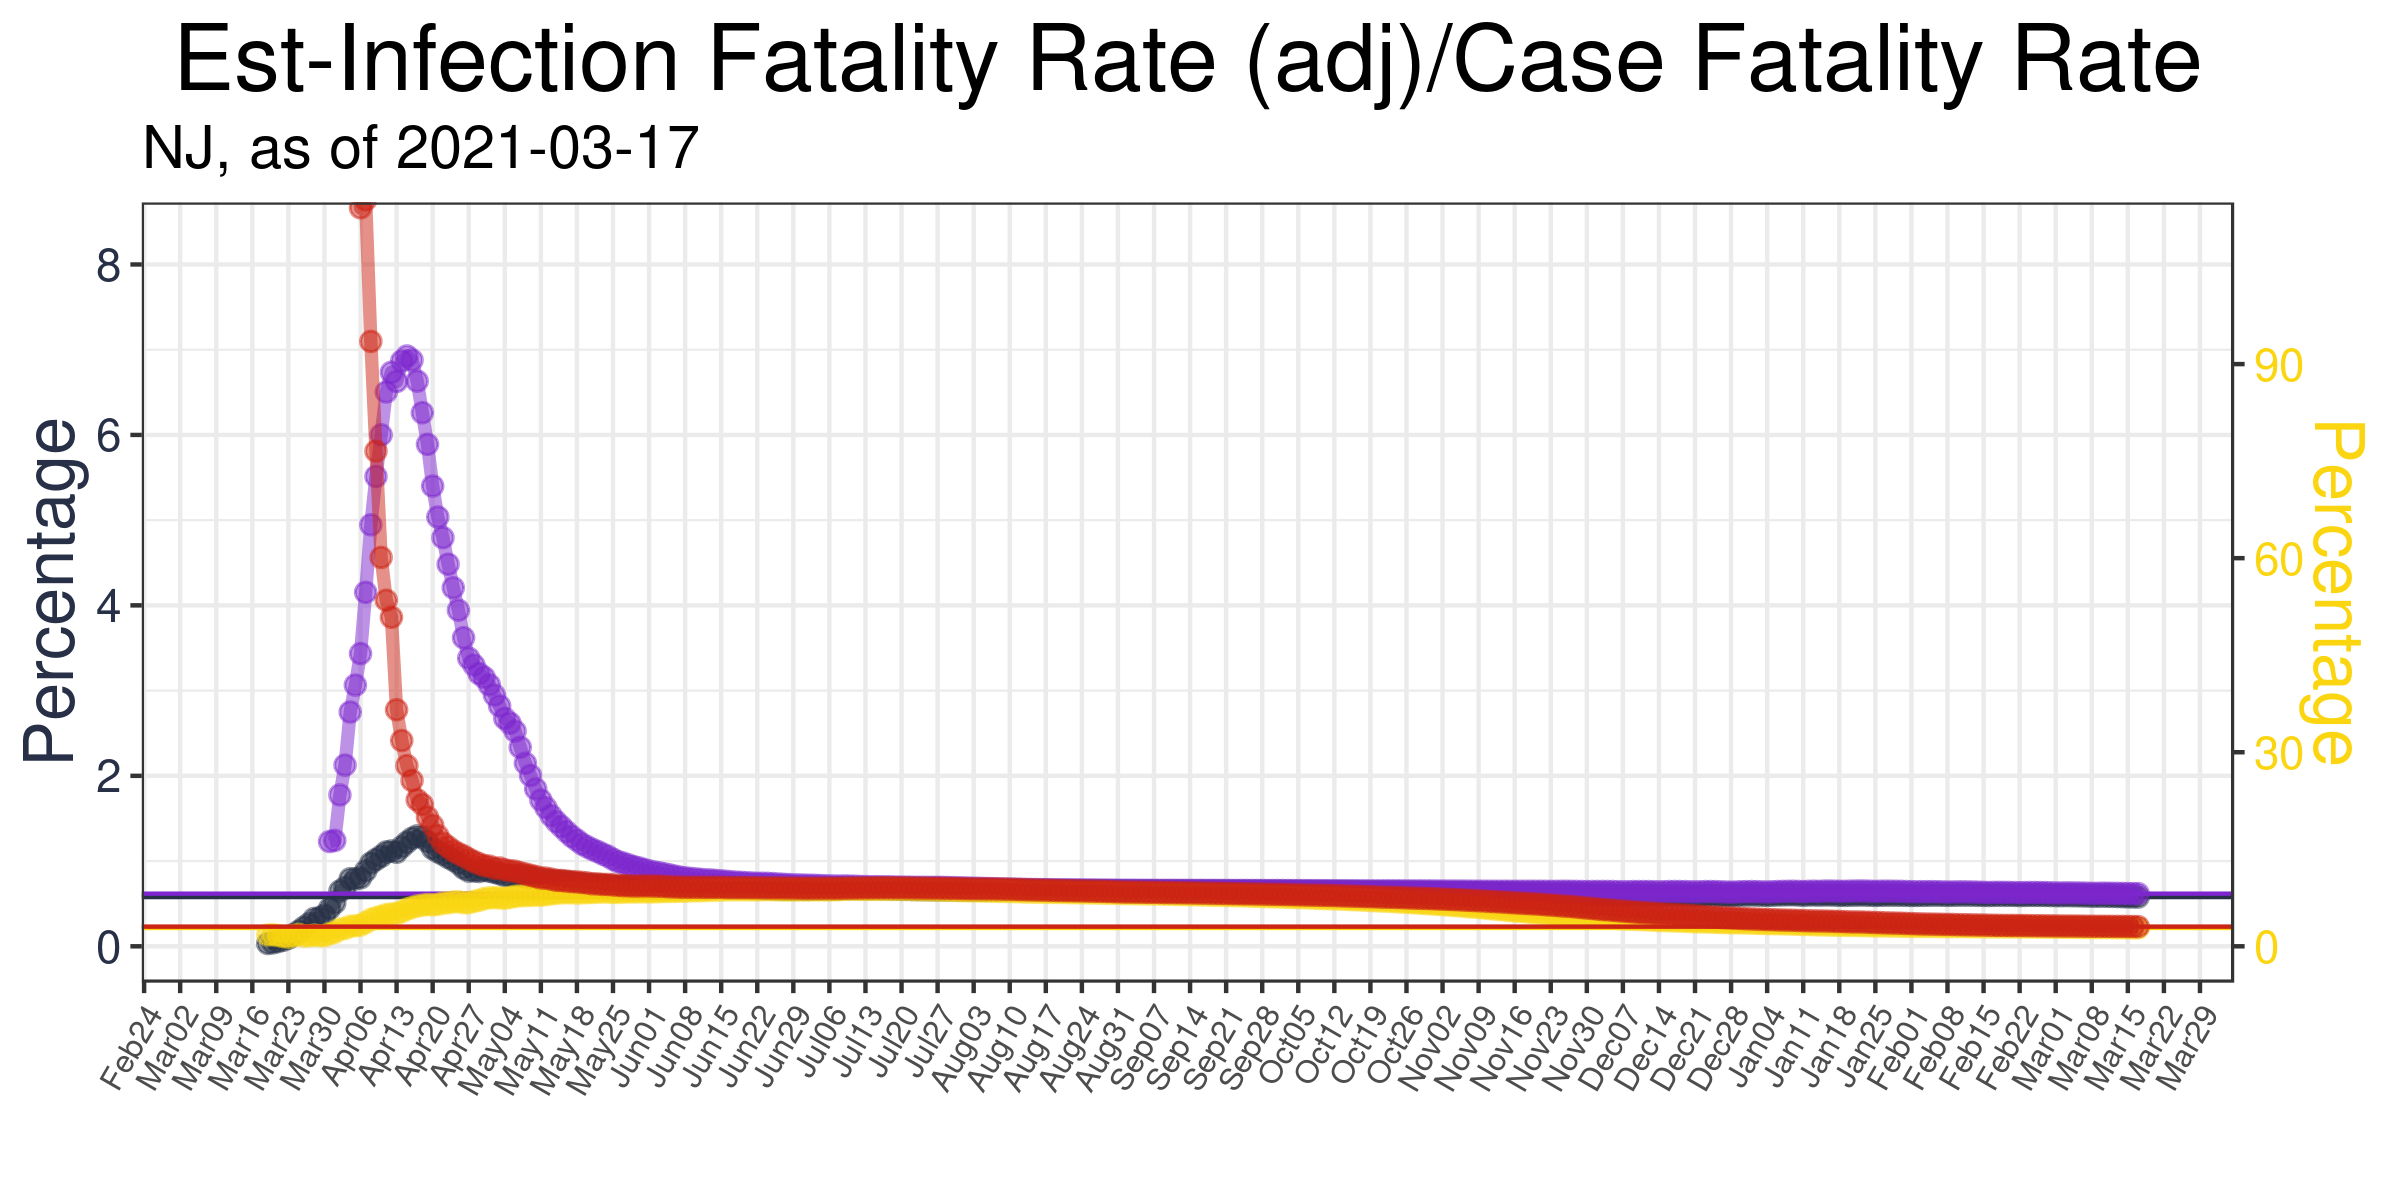 Est-Infection Fatality Rate (adj)/Case Fatality Rate
NJ, as of 2021-03-17
Percentage
8
6
4
2
0
90
60
30
0
Percentage
Feb24
Mar02
Mar09
Mar16
Mar23
Mar30
Apr06
Apr13
Apr20
Apr27
May04
May11
May18
May25
Jun01
Jun08
Jun15
Jun22
Jun29
Jul06
Jul13
Jul20
Jul27
Aug03
Aug10
Aug17
Aug24
Aug31
Sep07
Sep14
Sep21
Sep28
Oct05
Oct12
Oct19
Oct26
Nov02
Nov09
Nov16
Nov23
Nov30
Dec07
Dec14
Dec21
Dec28
Jan04
Jan11
Jan18
Jan25
Feb01
Feb08
Feb15
Feb22
Mar01
Mar08
Mar15
Mar22
Mar29